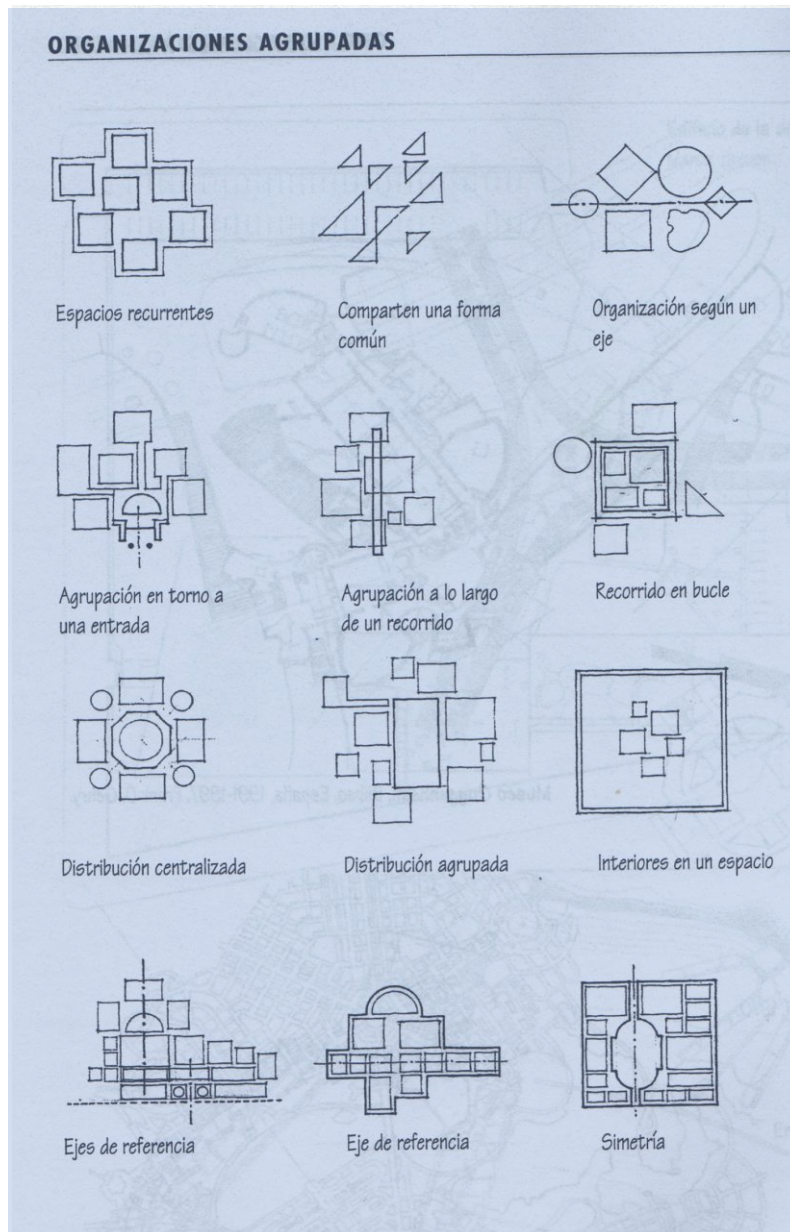 ORGANIZACIONES AGRUPADAS
Espacios recurrentes
Comparten una forma
común
Organización según un
eje
Agrupación en torno a
una entrada
Agrupación a lo largo
de un recorrido
Recorrido en bucle
Distribución centralizada
Distribución agrupada
Interiores en un espacio
Ejes de referencia
Eje de referencia
Simetría